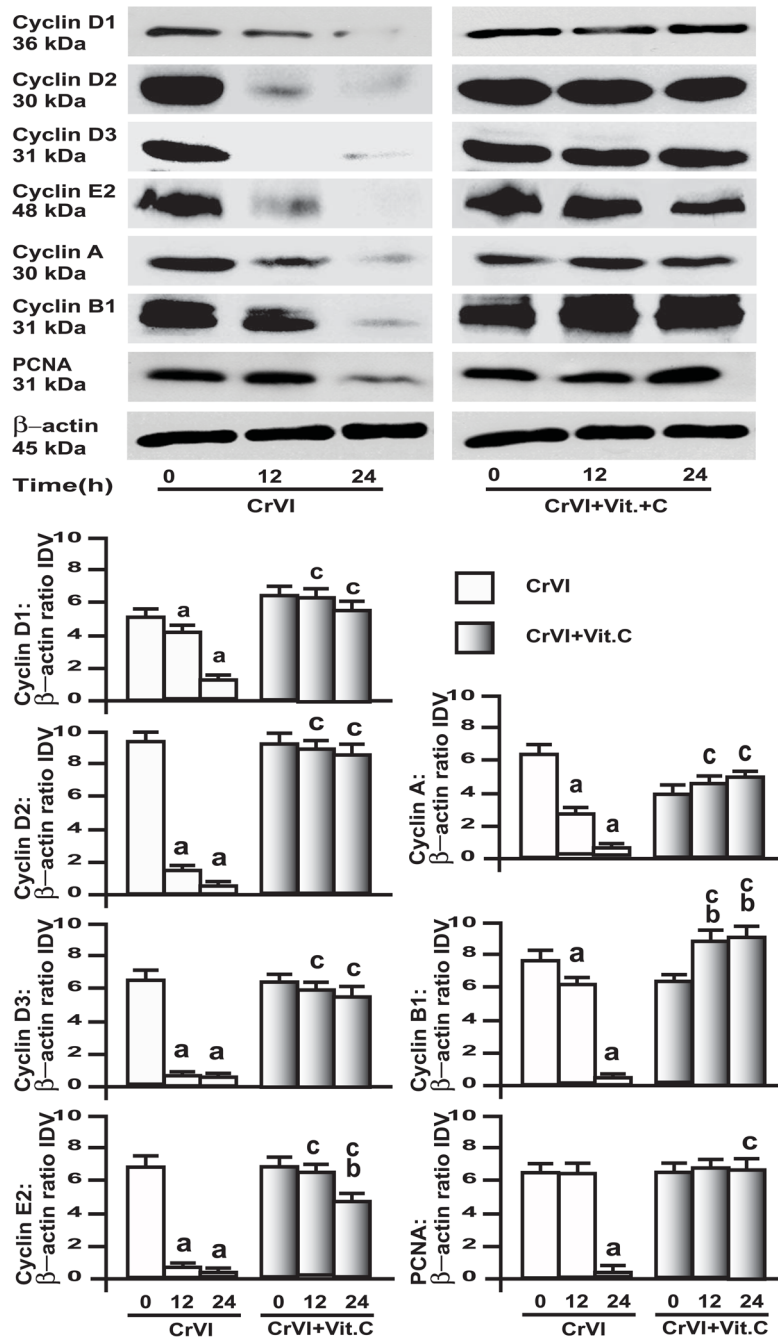 Cyclin D1
36 kDa
Cyclin D2
30 kDa
Cyclin D3
31 kDa
Cyclin E2
48 kDa
Cyclin A
30 kDa
Cyclin B1
31 kDa
PCNA
31 kDa
β–actin
45 kDa
Time(h) 0 12 24 0 12 24
CrVI CrVI+Vit.+C
Cyclin D1:
β–actin ratio IDV
10
8
6
4
2
0
a
a
c
c
CrVI
CrVI+Vit.C
Cyclin D2:
β–actin ratio IDV
10
8
6
4
2
0
a
a
c
c
Cyclin A:
β–actin ratio IDV
10
8
6
4
2
0
a
a
c
c
Cyclin D3:
β–actin ratio IDV
10
8
6
4
2
0
a
a
c
c
Cyclin B1:
β–actin ratio IDV
10
8
6
4
2
0
a
a
c
b
c
b
Cyclin E2:
β–actin ratio IDV
10
8
6
4
2
0
a
a
c
c
b
0 12 24 0 12 24
CrVI CrVI+Vit.C
PCNA:
β–actin ratio IDV
10
8
6
4
2
0
a
c
0 12 24 0 12 24
CrVI CrVI+Vit.C